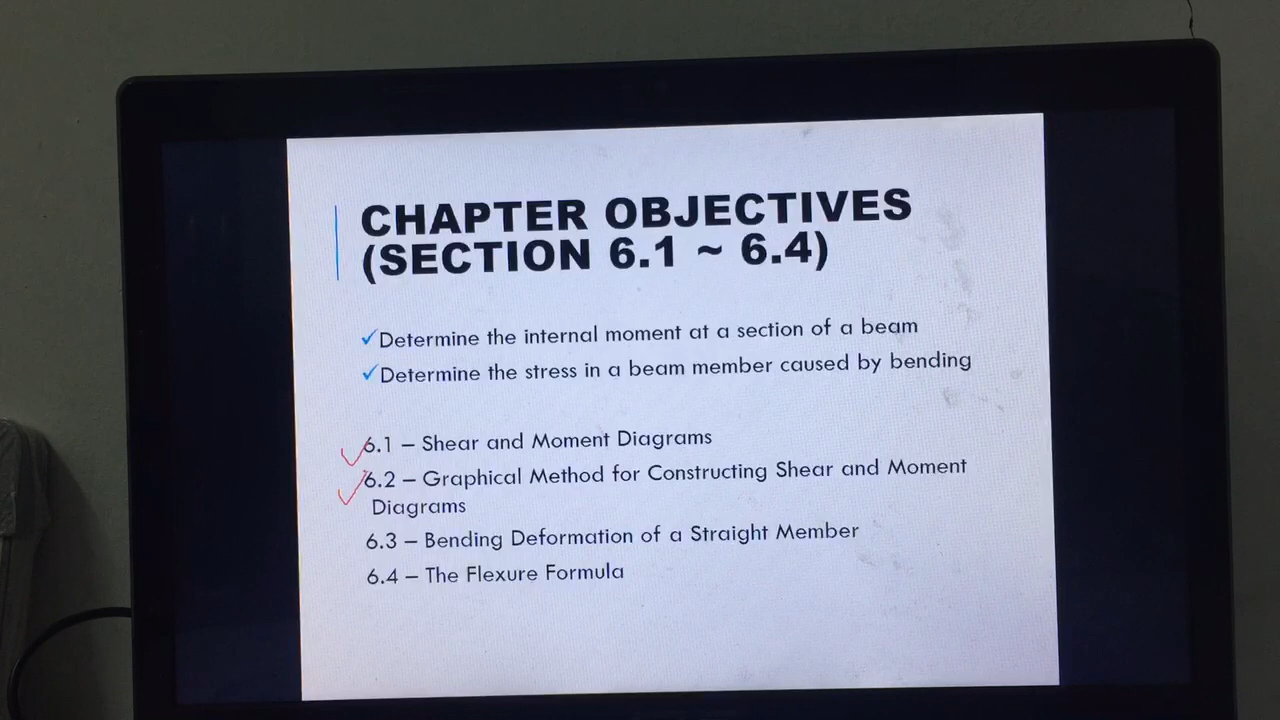 CHAPTER OBJECTIVES
(SECTION 6.1 ~ 6.4)
✓Determine the internal moment at a section of a beam
✓Determine the stress in a beam member caused by bending
6.1 – Shear and Moment Diagrams
6.2 – Graphical Method for Constructing Shear and Moment
Diagrams
6.3 – Bending Deformation of a Straight Member
6.4 – The Flexure Formula